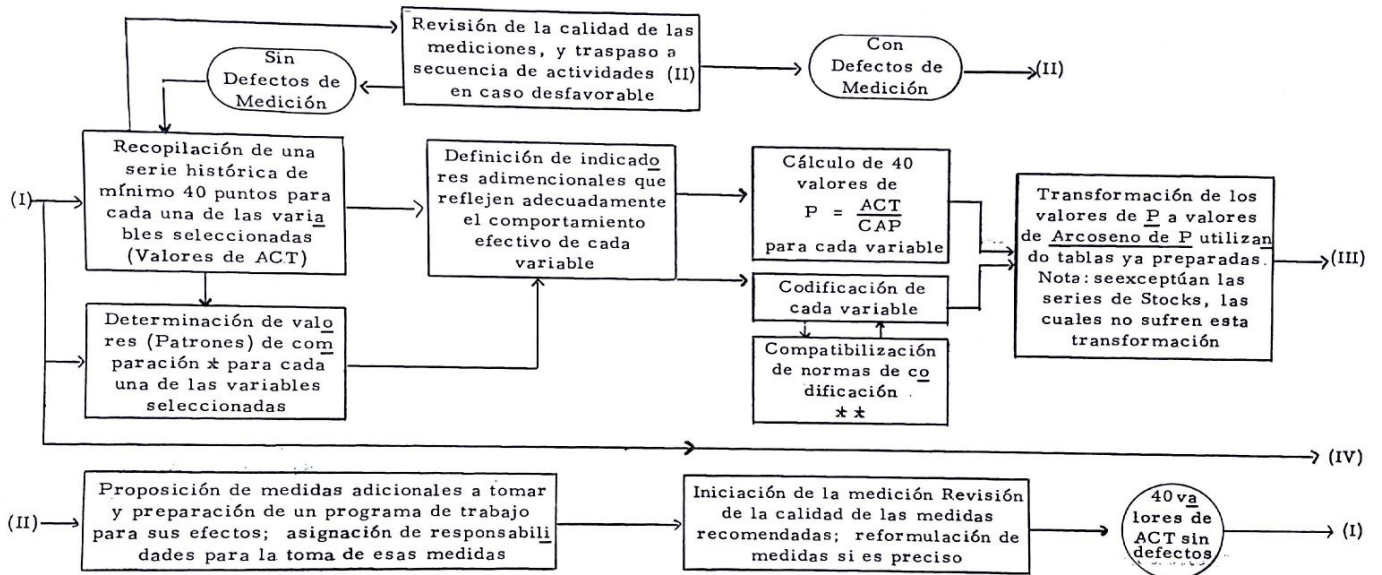 Revisión de la calidad de las
mediciones, y traspaso a
secuencia de actividades (II)
en caso desfavorable
Sin
Defectos de
Medición
Con
Defectos de
Medición
(II)
(I)
Recopilación de una
serie histórica de
mínimo 40 puntos para
cada una de las varia
bles seleccionadas
(Valores de ACT)
Definición de indicado
res adimencionales que
reflejen adecuadamente
el comportamiento
efectivo de cada
variable
Cálculo de 40
valores de
P = ACT
CAP
para cada variable
Transformación de los
valores de P a valores
de Arcoseno de P utilizan
do tablas ya preparadas.
Nota: seexceptúan las
series de Stocks, las
cuales no sufren esta
transformación
(III)
Determinación de valo
res (Patrones) de com
paración * para cada
una de las variables
seleccionadas
Codificación de
cada variable
Compatibilización
de normas de co
dificación
* *
(IV)
(II)
Proposición de medidas adicionales a tomar
y preparación de un programa de trabajo
para sus efectos; asignación de responsabili
dades para la toma de esas medidas
Iniciación de la medición Revisión
de la calidad de las medidas
recomendadas; reformulación de
medidas si es preciso
40 va
lores de
ACT sin
defectos
(I)